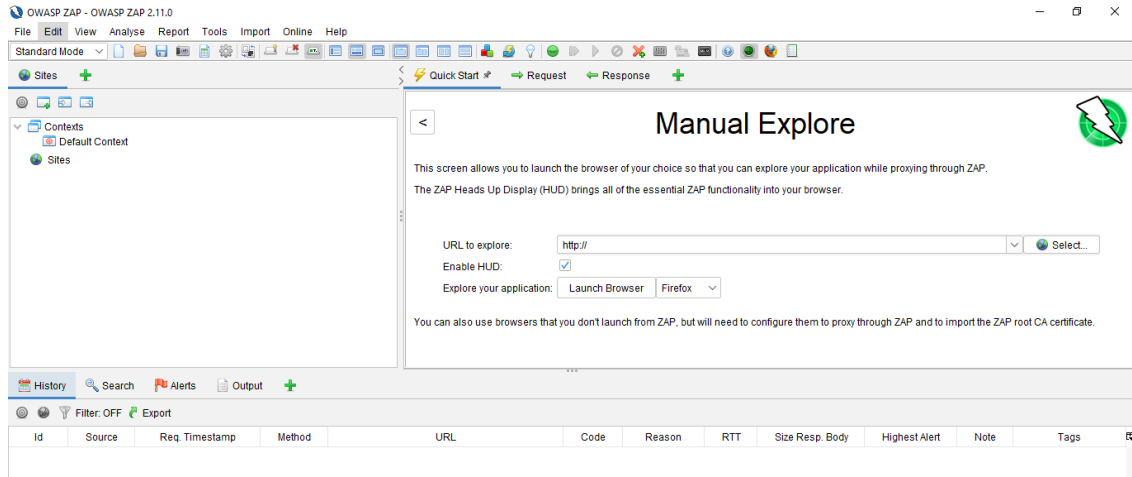 OWASP ZAP - OWASP ZAP 2.11.0
File Edit View Analyse Report Tools Import Online Help
Standard Mode
Sites
Quick Start Request Response
<
Manual Explore
Contexts
Default Context
Sites
This screen allows you to launch the browser of your choice so that you can explore your application while proxying through ZAP.
The ZAP Heads Up Display (HUD) brings all of the essential ZAP functionality into your browser.
URL to explore: http:// Select...
Enable HUD:
Explore your application: Launch Browser Firefox
You can also use browsers that you don't launch from ZAP, but will need to configure them to proxy through ZAP and to import the ZAP root CA certificate.
History Search Alerts Output
Filter: OFF Export
Id Source Req. Timestamp Method URL Code Reason RTT Size Resp. Body Highest Alert Note Tags